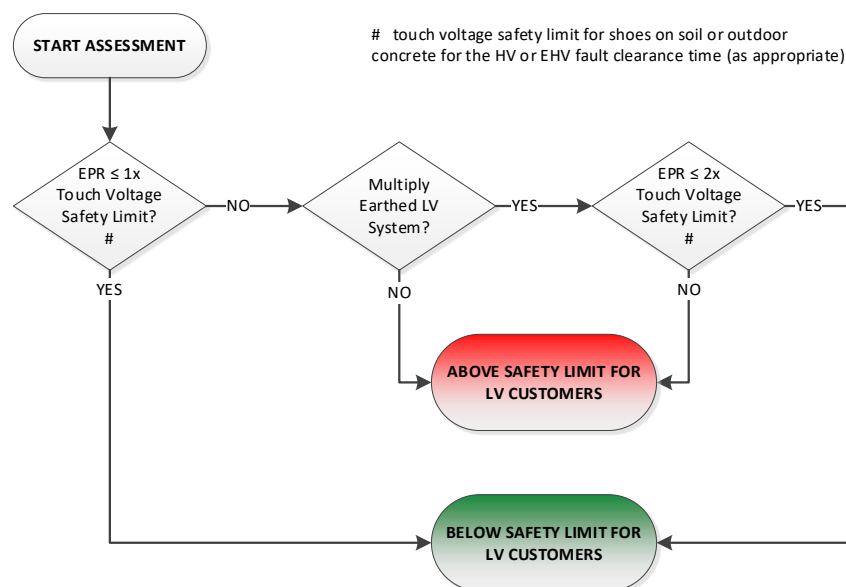 START ASSESSMENT
# touch voltage safety limit for shoes on soil or outdoor
concrete for the HV or EHV fault clearance time (as appropriate)
EPR ≤ 1x
Touch Voltage
Safety Limit?
#
NO
Multiply
Earthed LV
System?
YES
EPR ≤ 2x
Touch Voltage
Safety Limit?
#
YES
YES
NO
NO
ABOVE SAFETY LIMIT FOR
LV CUSTOMERS
BELOW SAFETY LIMIT FOR
LV CUSTOMERS